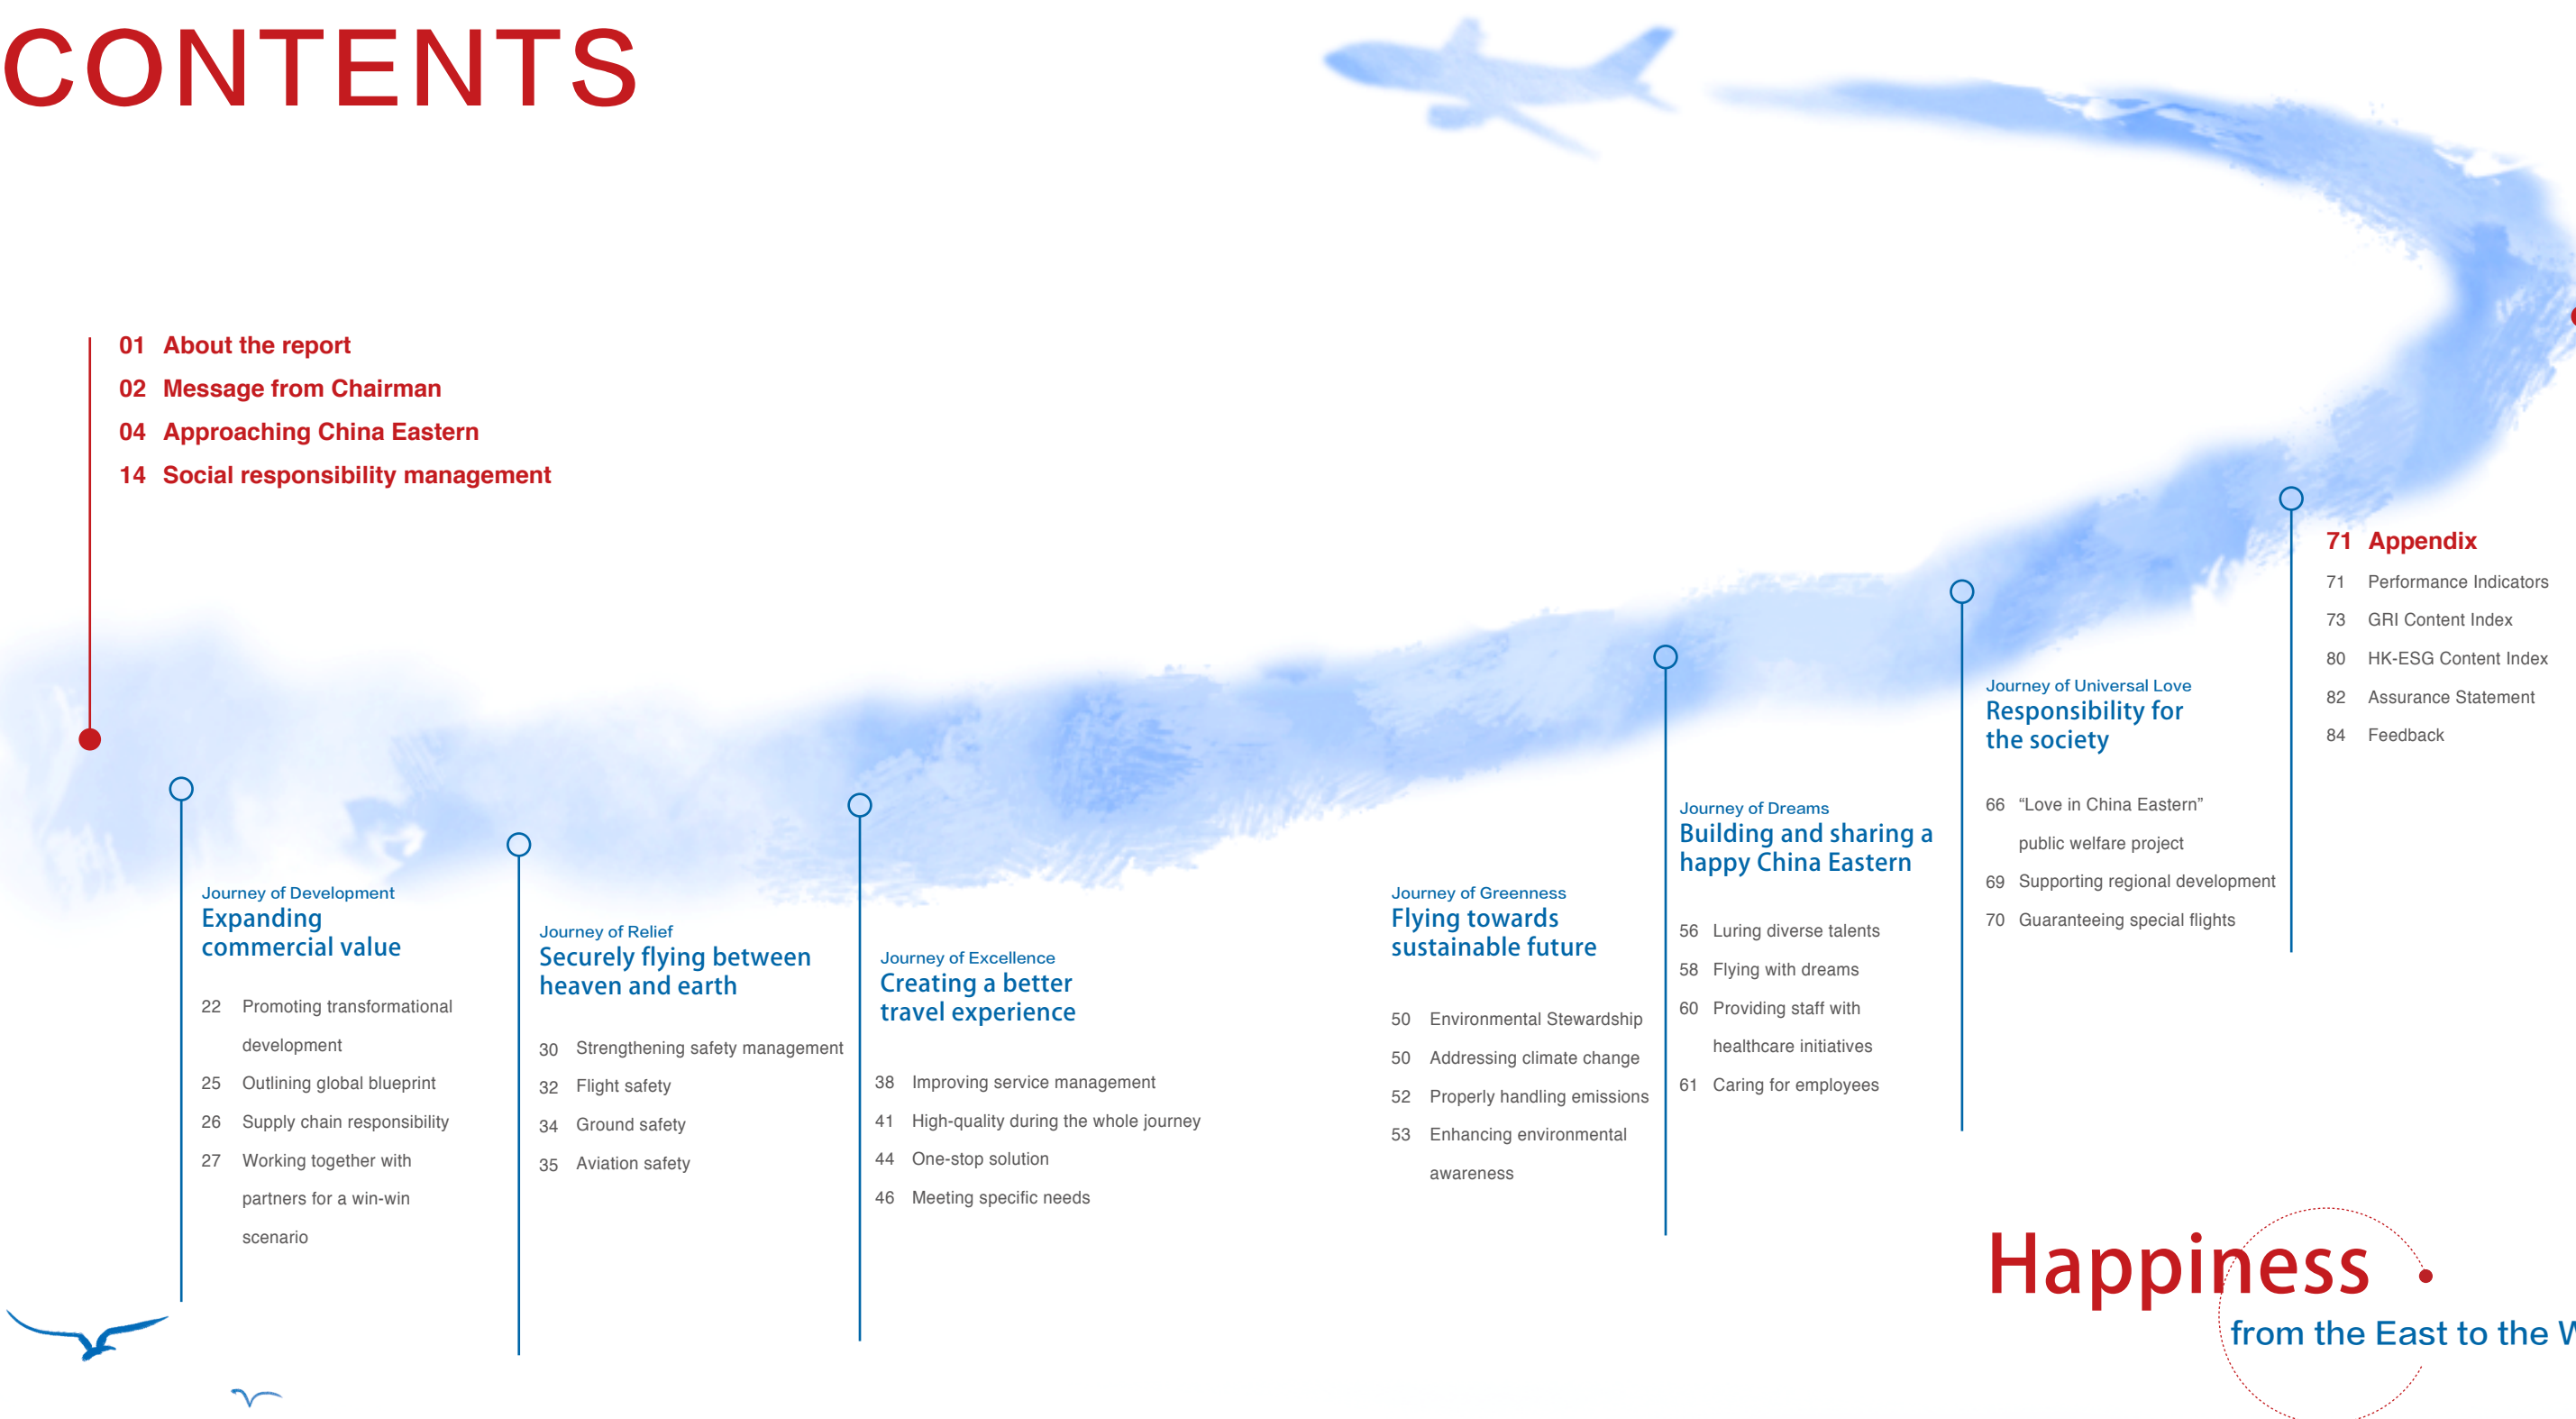 CONTENTS
01 About the report
02 Message from Chairman
04 Approaching China Eastern
14 Social responsibility management
Journey of Development
Expanding
commercial value
22 Promoting transformational
development
25 Outlining global blueprint
26 Supply chain responsibility
27 Working together with
partners for a win-win
scenario
Journey of Relief
Securely flying between
heaven and earth
30 Strengthening safety management
32 Flight safety
34 Ground safety
35 Aviation safety
Journey of Excellence
Creating a better
travel experience
38 Improving service management
41 High-quality during the whole journey
44 One-stop solution
46 Meeting specific needs
Journey of Greenness
Flying towards
sustainable future
50 Environmental Stewardship
50 Addressing climate change
52 Properly handling emissions
53 Enhancing environmental
awareness
Journey of Dreams
Building and sharing a
happy China Eastern
56 Luring diverse talents
58 Flying with dreams
60 Providing staff with
healthcare initiatives
61 Caring for employees
Journey of Universal Love
Responsibility for
the society
66 “Love in China Eastern”
public welfare project
69 Supporting regional development
70 Guaranteeing special flights
71 Appendix
71 Performance Indicators
73 GRI Content Index
80 HK-ESG Content Index
82 Assurance Statement
84 Feedback
Happiness
from the East to the